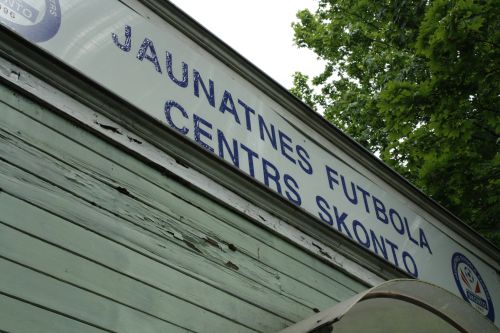 JAUNATNES FUTBOLA
CENTRS SKONTO